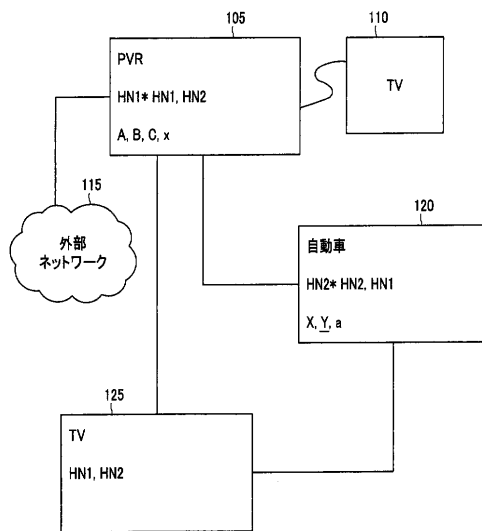 105
PVR
HN1* HN1, HN2
A, B, C, x
110
TV
115
外部
ネットワーク
120
自動車
HN2* HN2, HN1
X, Y, a
125
TV
HN1, HN2